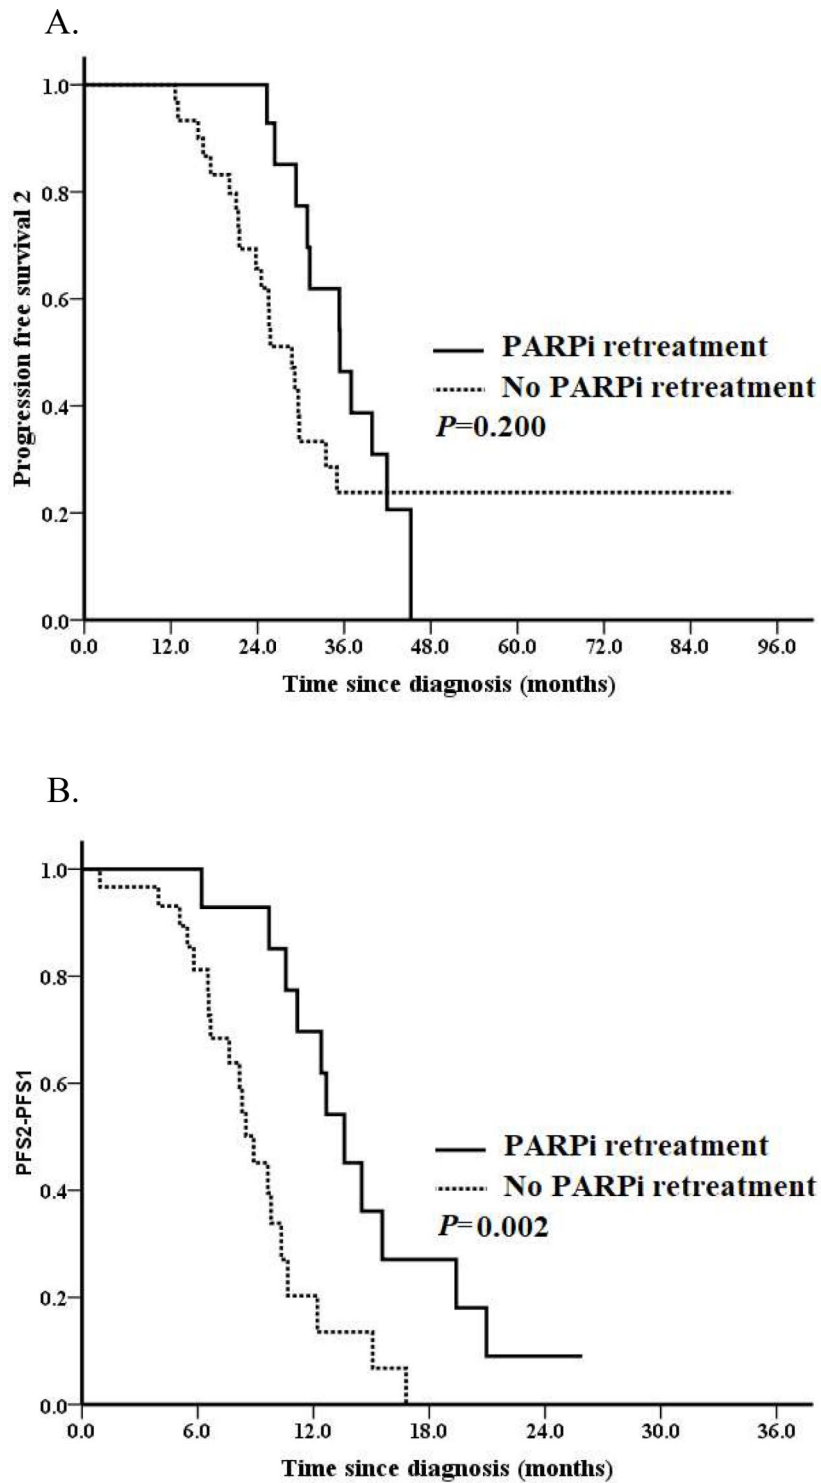 A.
Progression free survival 2
1.0
0.8
0.6
0.4
0.2
0.0
PARPi retreatment
No PARPi retreatment
P=0.200
0.0 12.0 24.0 36.0 48.0 60.0 72.0 84.0 96.0
Time since diagnosis (months)
B.
PFS2-PFS1
1.0
0.8
0.6
0.4
0.2
0.0
PARPi retreatment
No PARPi retreatment
P=0.002
0.0 6.0 12.0 18.0 24.0 30.0 36.0
Time since diagnosis (months)